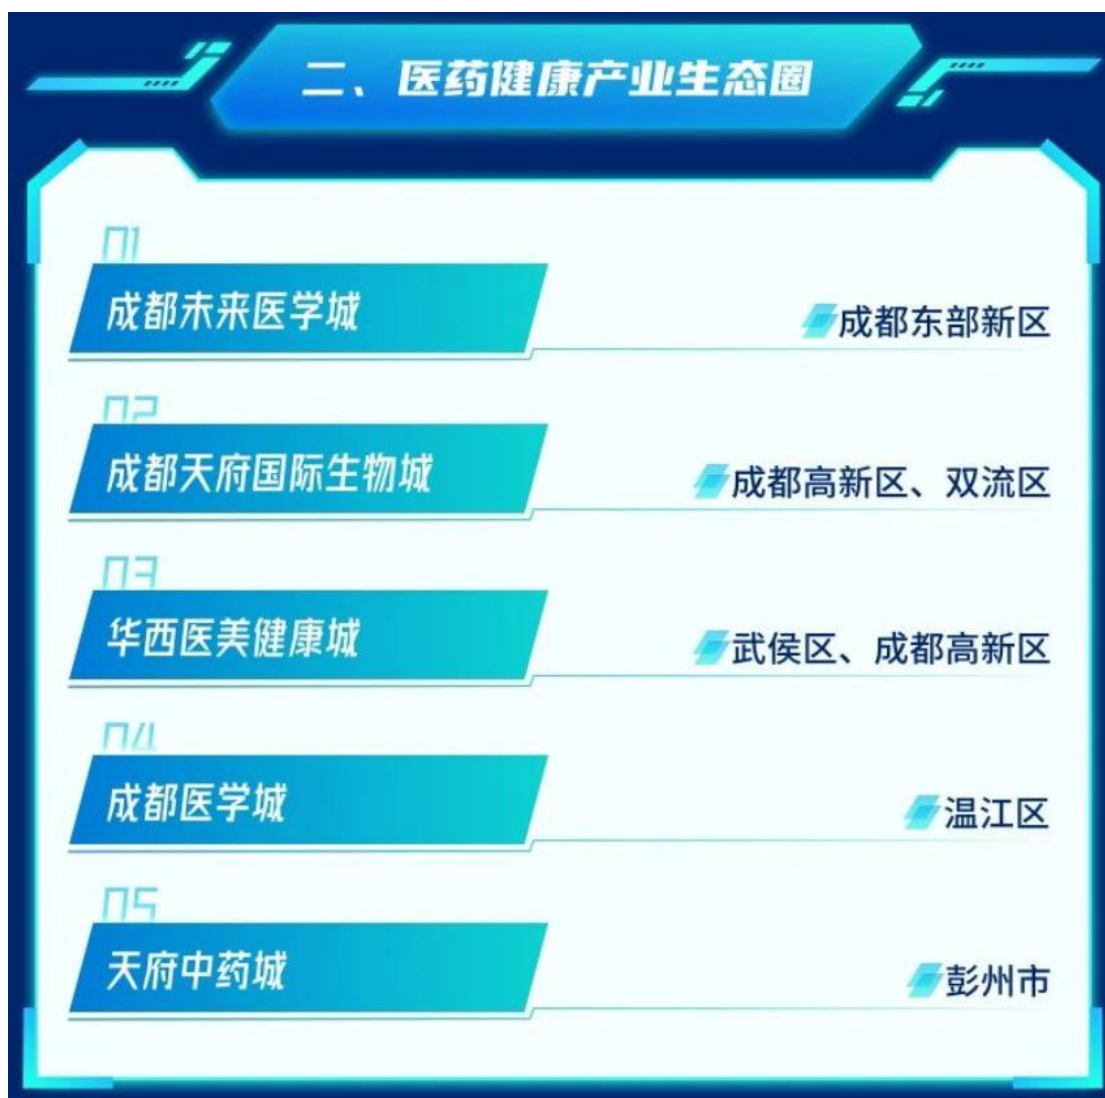 二、医药健康产业生态圈
01
成都未来医学城
成都东部新区
02
成都天府国际生物城
成都高新区、双流区
03
华西医美健康城
武侯区、成都高新区
04
成都医学城
温江区
05
天府中药城
彭州市